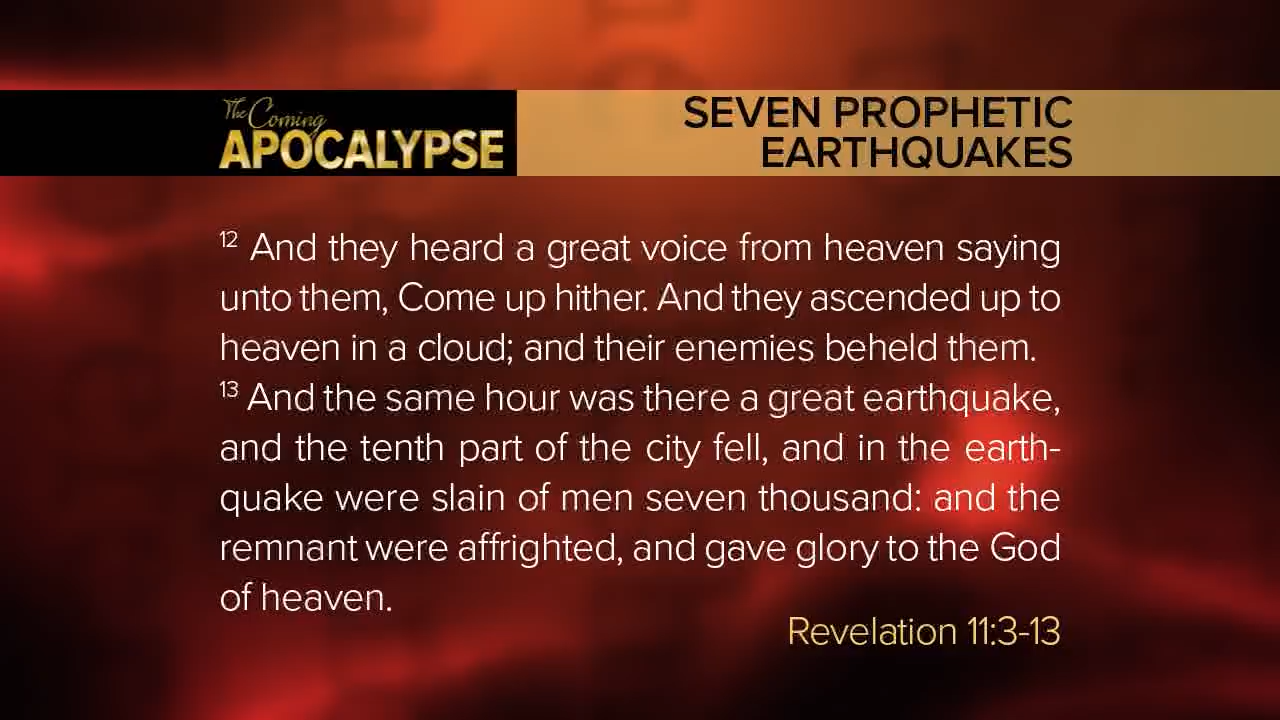 The Coming
APOCALYPSE
SEVEN PROPHETIC
EARTHQUAKES
12 And they heard a great voice from heaven saying
unto them, Come up hither. And they ascended up to
heaven in a cloud; and their enemies beheld them.
13 And the same hour was there a great earthquake,
and the tenth part of the city fell, and in the earth-
quake were slain of men seven thousand: and the
remnant were affrighted, and gave glory to the God
of heaven.
Revelation 11:3-13